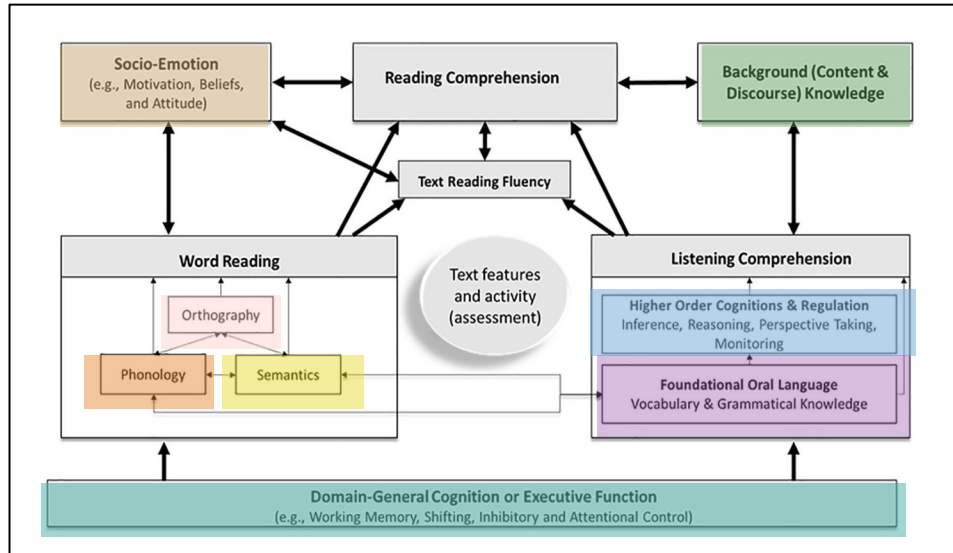 Socio-Emotion
(e.g., Motivation, Beliefs,
and Attitude)
Reading Comprehension
Background (Content &
Discourse) Knowledge
Text Reading Fluency
Word Reading
Text features
and activity
(assessment)
Listening Comprehension
Orthography
Phonology
Semantics
Higher Order Cognitions & Regulation
Inference, Reasoning, Perspective Taking,
Monitoring
Foundational Oral Language
Vocabulary & Grammatical Knowledge
Domain-General Cognition or Executive Function
(e.g., Working Memory, Shifting, Inhibitory and Attentional Control)